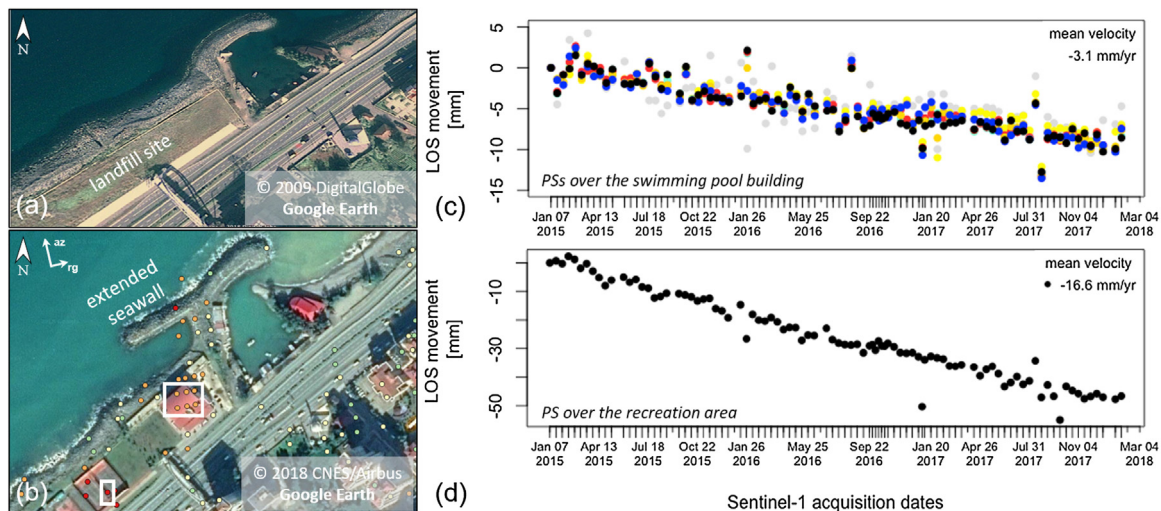 N
landfill site
© 2009 DigitalGlobe
Google Earth
(a)
N
az
rg
extended
seawall
© 2018 CNES/Airbus
Google Earth
(b)
(c)
LOS movement
[mm]
5
0
-5
-10
-15
mean velocity
-3.1 mm/yr
PSs over the swimming pool building
Jan 07 Apr 13 Jul 18 Oct 22 Jan 26 May 25 Sep 22 Jan 20 Apr 26 Jul 31 Nov 04 Mar 04
2015 2015 2015 2015 2016 2016 2016 2017 2017 2017 2017 2018
(d)
LOS movement
[mm]
-10
-30
-50
mean velocity
-16.6 mm/yr
PS over the recreation area
Jan 07 Apr 13 Jul 18 Oct 22 Jan 26 May 25 Sep 22 Jan 20 Apr 26 Jul 31 Nov 04 Mar 04
2015 2015 2015 2015 2016 2016 2016 2017 2017 2017 2017 2018
Sentinel-1 acquisition dates